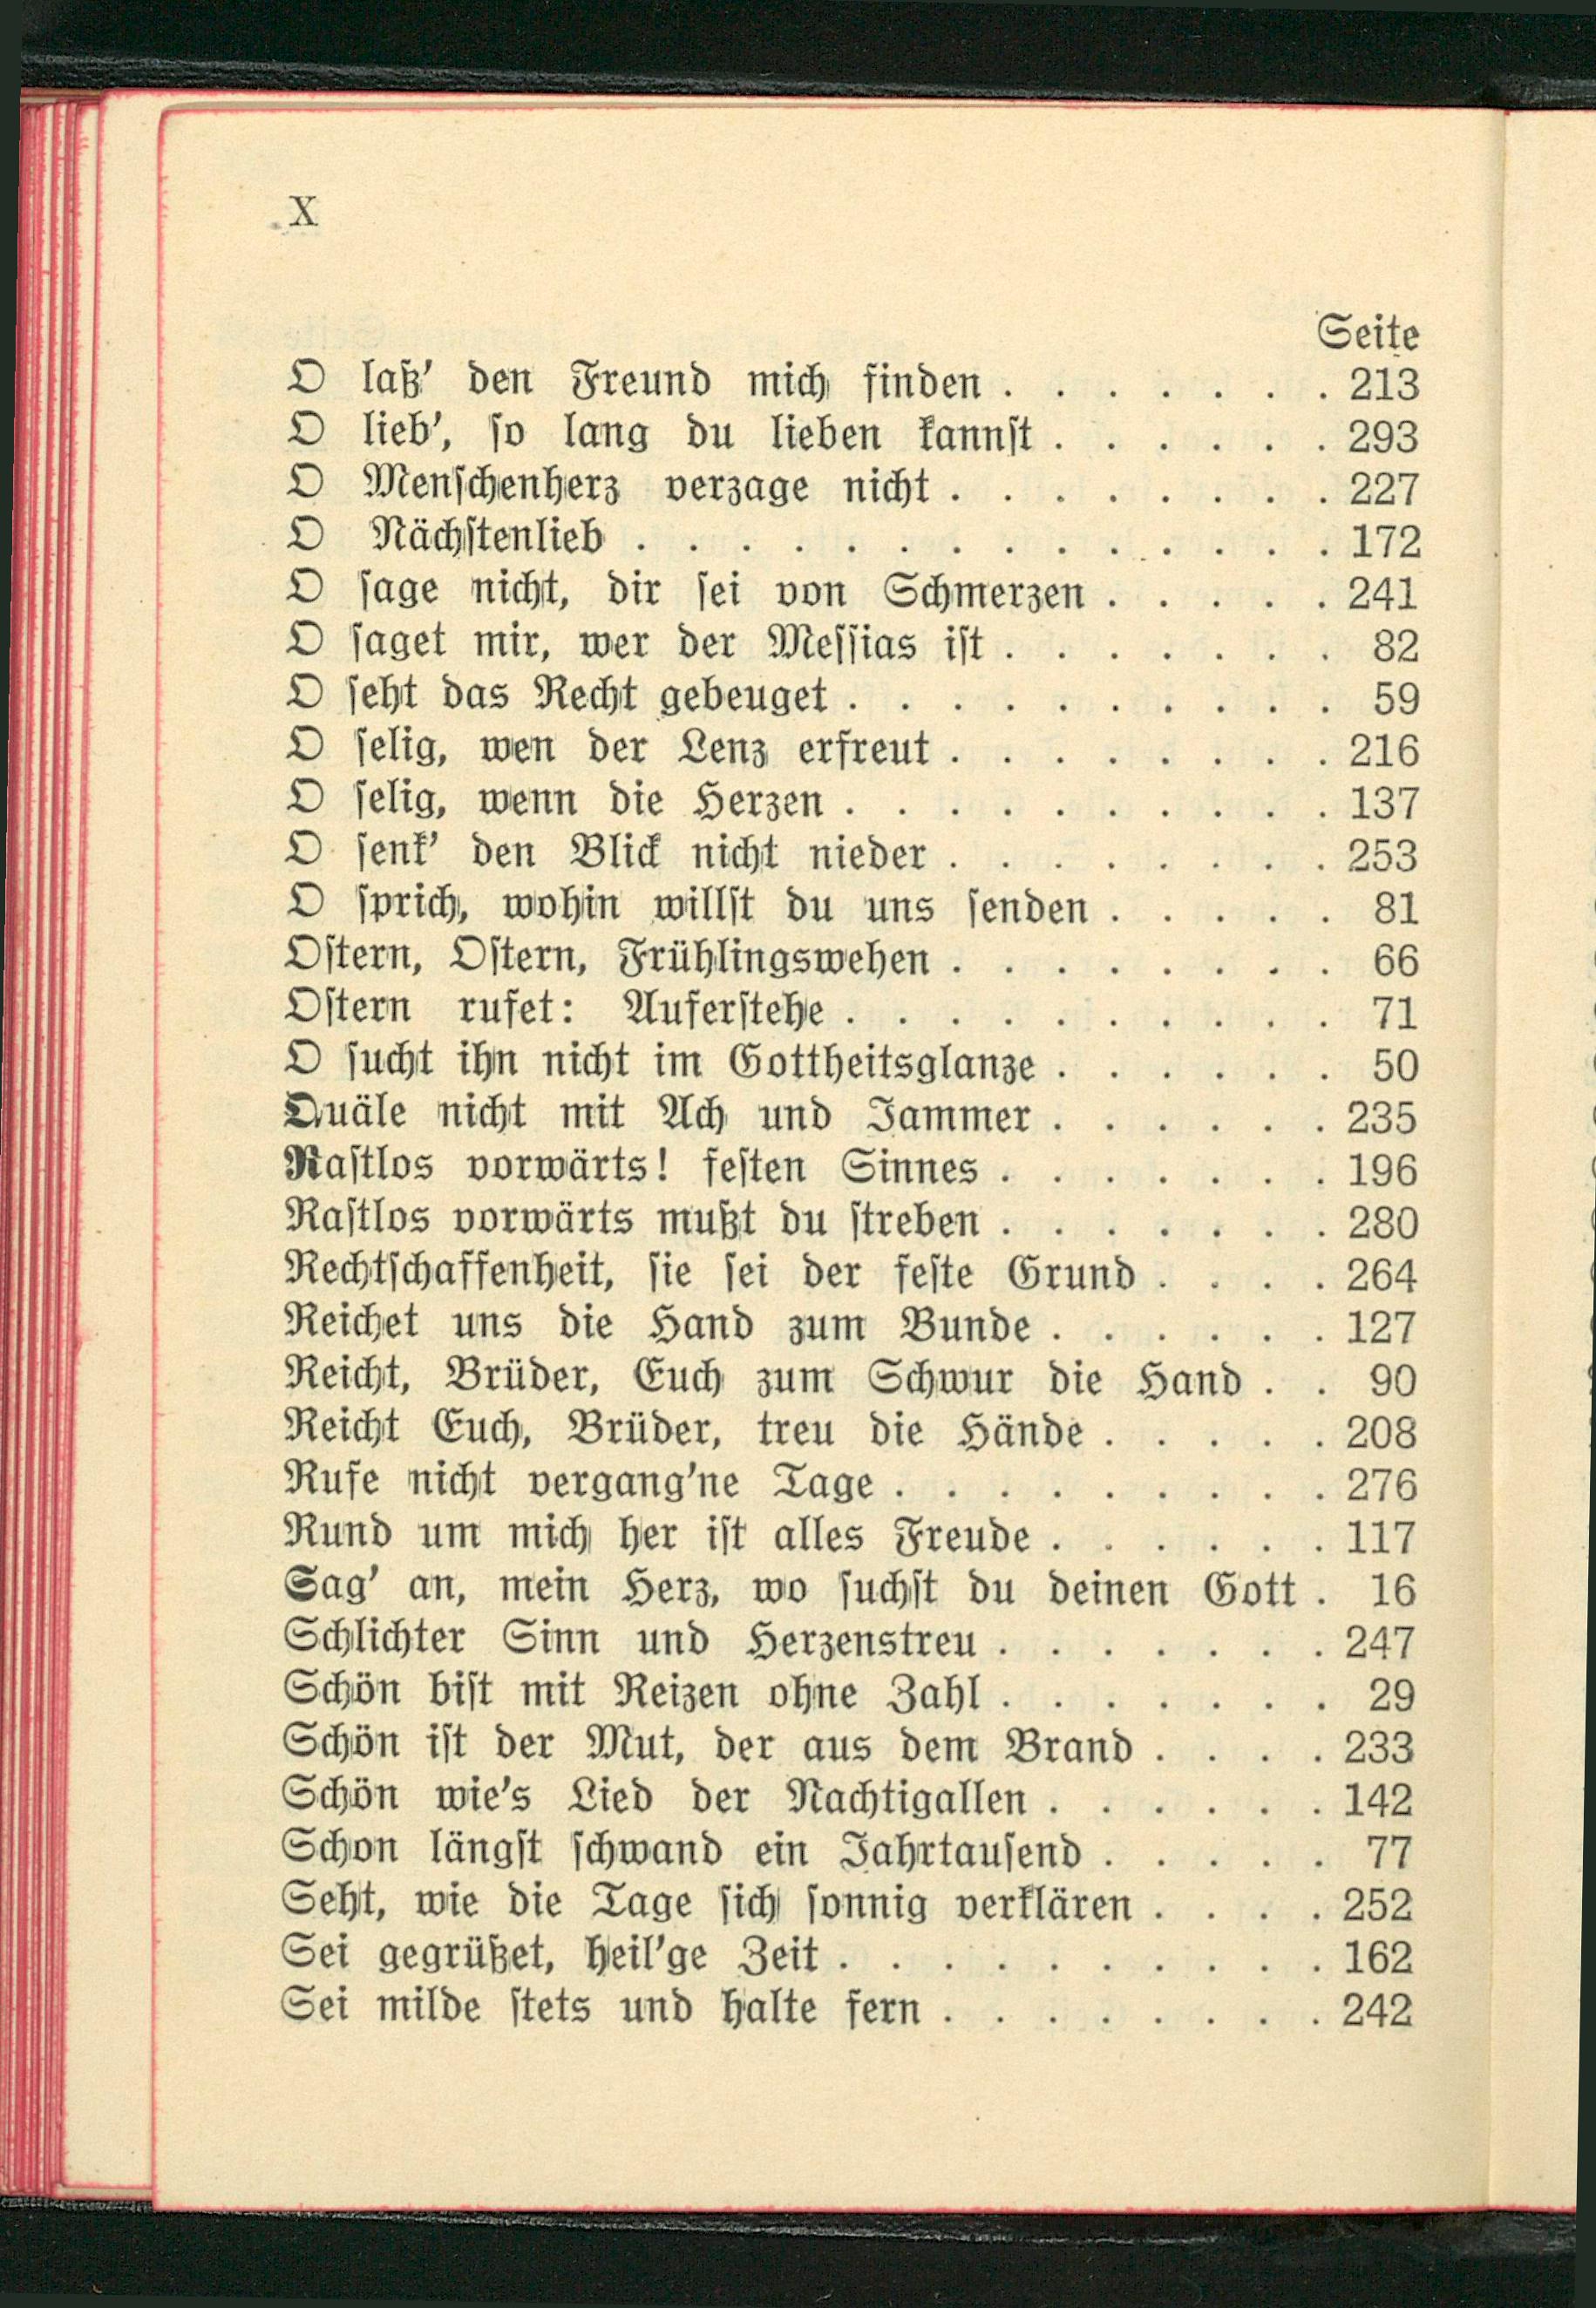 X
Seite
O laß' den Freund mich finden . . . . . . . 213
O lieb', so lang du lieben kannst . . . . . . 293
O Menschenherz verzage nicht . . . . . . . . 227
O Nächstenlieb . . . . . . . . . . . . . . 172
O sage nicht, dir sei von Schmerzen . . . . . 241
O saget mir, wer der Messias ist . . . . . . . 82
O seht das Recht gebeuget . . . . . . . . . . 59
O selig, wen der Lenz erfreut . . . . . . . . 216
O selig, wenn die Herzen . . . . . . . . . . 137
O senk' den Blick nicht nieder . . . . . . . . 253
O sprich, wohin willst du uns senden . . . . . 81
Ostern, Ostern, Frühlingswehen . . . . . . . . 66
Ostern rufet: Auferstehe . . . . . . . . . . 71
O sucht ihn nicht im Gottheitsglanze . . . . . . 50
Quäle nicht mit Ach und Jammer . . . . . . 235
Rastlos vorwärts! festen Sinnes . . . . . . . 196
Rastlos vorwärts mußt du streben . . . . . . . 280
Rechtschaffenheit, sie sei der feste Grund . . . . 264
Reichet uns die Hand zum Bunde . . . . . . 127
Reicht, Brüder, Euch zum Schwur die Hand . . 90
Reicht Euch, Brüder, treu die Hände . . . . . 208
Rufe nicht vergang'ne Tage . . . . . . . . . 276
Rund um mich her ist alles Freude . . . . . . 117
Sag' an, mein Herz, wo suchst du deinen Gott . 16
Schlichter Sinn und Herzenstreu . . . . . . . 247
Schön bist mit Reizen ohne Zahl . . . . . . . 29
Schön ist der Mut, der aus dem Brand . . . . 233
Schön wie's Lied der Nachtigallen . . . . . . 142
Schon längst schwand ein Jahrtausend . . . . . 77
Seht, wie die Tage sich sonnig verklären . . . . 252
Sei gegrüßet, heil'ge Zeit . . . . . . . . . . 162
Sei milde stets und halte fern . . . . . . . . 242